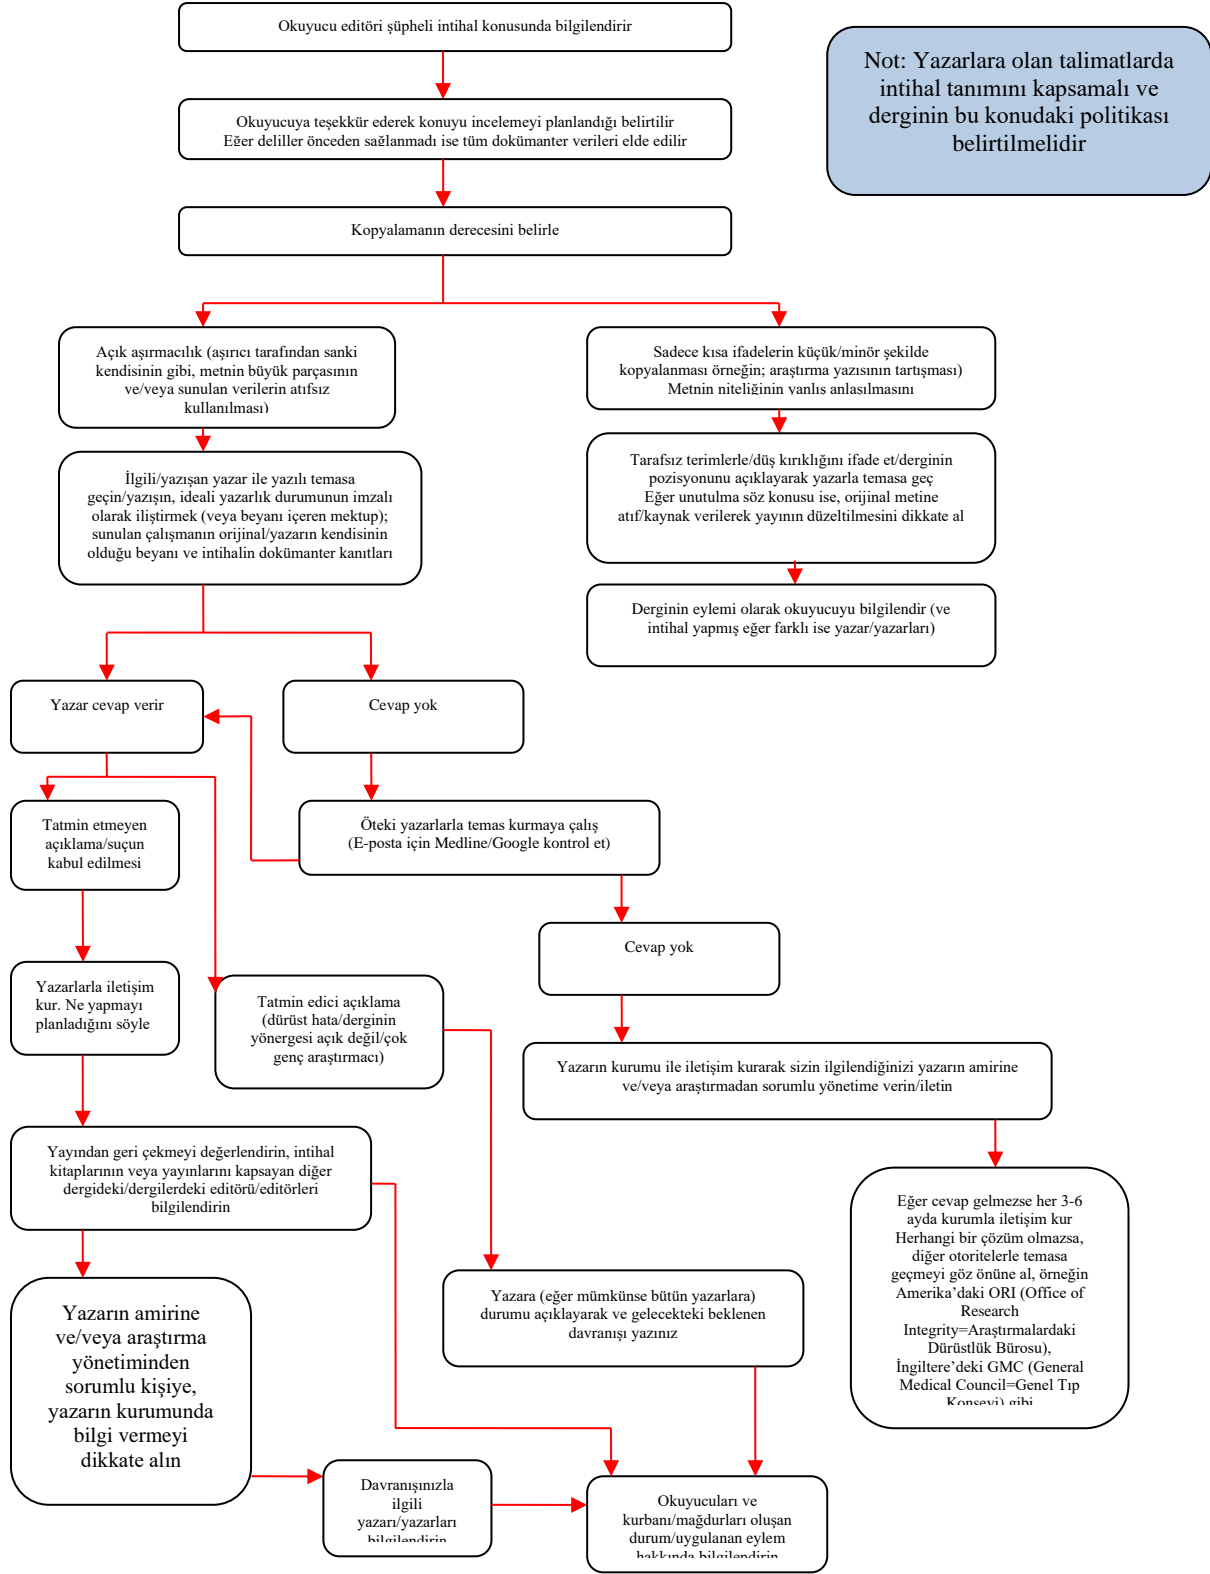 Okuyucu editöri şüpheli intihal konusunda bilgilendirir
Not: Yazarlara olan talimatlarda
intihal tanımını kapsamalı ve
derginin bu konudaki politikası
belirtilmelidir
Okuyucuya teşekkür ederek konuyu incelemeyi planlandığı belirtilir
Eğer deliller önceden sağlanmadı ise tüm dokümanter verileri elde edilir
Kopyalamanın derecesini belirle
Açık aşırmacılık (aşırıcı tarafından sanki
kendisinin gibi, metnin büyük parçasının
ve/veya sunulan verilerin atıfsız
kullanılması)
Sadece kısa ifadelerin küçük/minör şekilde
kopyalanması örneğin; araştırma yazısının tartışması)
Metnin niteliğinin yanlış anlaşılmasını
İlgili/yazışan yazar ile yazılı temasa
geçin/yazışın, ideali yazarlık durumunun imzalı
olarak iliştirmek (veya beyanı içeren mektup);
sunulan çalışmanın orijinal/yazarın kendisinin
olduğu beyanı ve intihalin dokümanter kanıtları
Tarafsız terimlerle/düş kırıklığını ifade et/derginin
pozisyonunu açıklayarak yazarla temasa geç
Eğer unutulma söz konusu ise, orijinal metine
atıf/kaynak verilerek yayının düzeltilmesini dikkate al
Derginin eylemi olarak okuyucuyu bilgilendir (ve
intihal yapmış eğer farklı ise yazar/yazarları)
Yazar cevap verir
Cevap yok
Tatmin etmeyen
açıklama/suçun
kabul edilmesi
Öteki yazarlarla temas kurmaya çalış
(E-posta için Medline/Google kontrol et)
Cevap yok
Yazarlarla iletişim
kur. Ne yapmayı
planladığını söyle
Tatmin edici açıklama
(dürüst hata/derginin
yönergesi açık değil/çok
genç araştırmacı)
Yazarın kurumu ile iletişim kurarak sizin ilgilendiğinizi yazarın amirine
ve/veya araştırmadan sorumlu yönetime verin/iletin
Yayından geri çekmeyi değerlendirin, intihal
kitaplarının veya yayınlarını kapsayan diğer
dergideki/dergilerdeki editörü/editörleri
bilgilendirin
Eğer cevap gelmezse her 3-6
ayda kurumla iletişim kur
Herhangi bir çözüm olmazsa,
diğer otoritelerle temasa
geçmeyi göz önüne al, örneğin
Amerika’daki ORI (Office of
Research
Integrity=Araştırmalardaki
Dürüstlük Bürosu),
İngiltere’deki GMC (General
Medical Council=Genel Tıp
Konseyi) gibi
Yazarın amirine
ve/veya araştırma
yönetiminden
sorumlu kişiye,
yazarın kurumunda
bilgi vermeyi
dikkate alın
Yazara (eğer mümkünse bütün yazarlara)
durumu açıklayarak ve gelecekteki beklenen
davranışı yazınız
Davranışınızla
ilgili
yazarı/yazarları
bilgilendirin
Okuyucuları ve
kurbanı/mağdurları oluşan
durum/uygulanan eylem
hakkında bilgilendirin